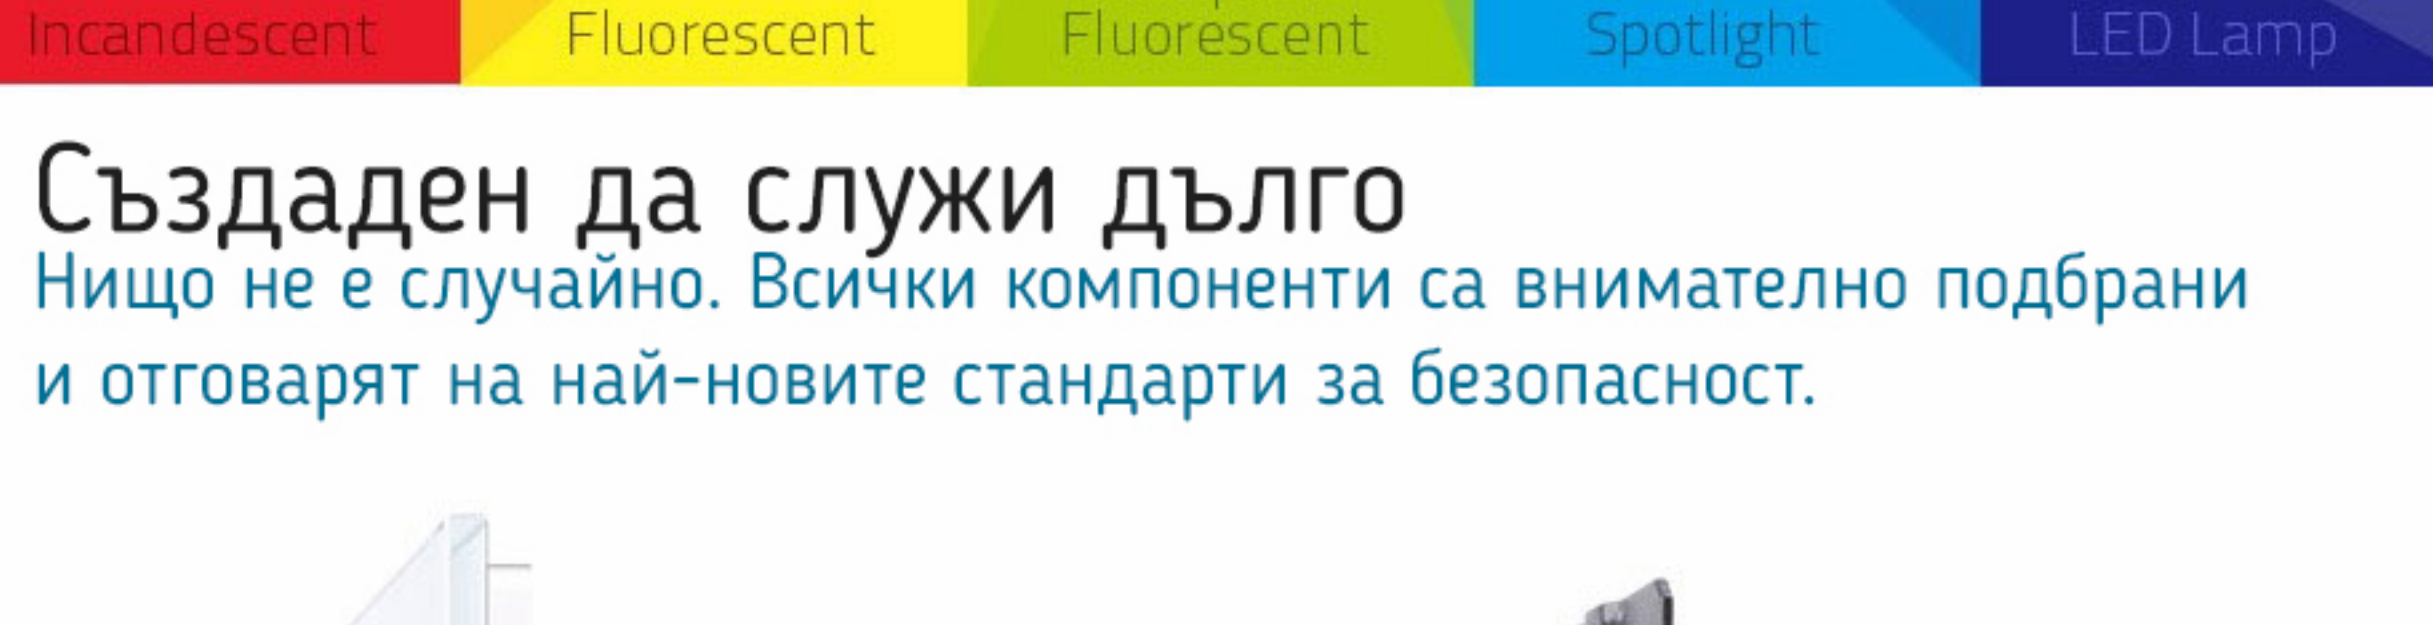 Incandescent Fluorescent Fluorescent Spotlight LED Lamp
Създаден да служи дълго
Нищо не е случайно. Всички компоненти са внимателно подбрани
и отговарят на най-новите стандарти за безопасност.